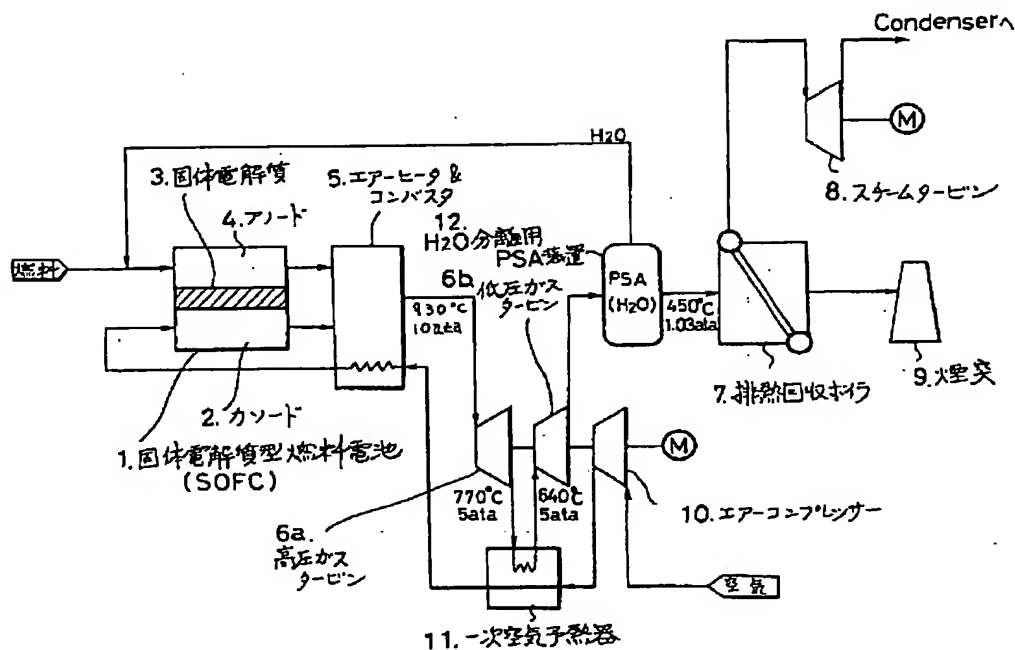 Condenserへ
M
8.スチームタービン
H2O
3.固体電解質
4.アノード
5.エアーヒータ&
コンバスタ
12.
H2O分離用
PSA装置
燃料
6b.
低圧ガス
タービン
PSA
(H2O)
930℃
10ata
450℃
1.03ata
7.排熱回収ボイラ
9.煙突
2.カソード
1.固体電解質型燃料電池
(SOFC)
M
770℃
5ata
640℃
5ata
10.エアーコンプレッサー
6a.
高圧ガス
タービン
空気
11.一次空気予熱器